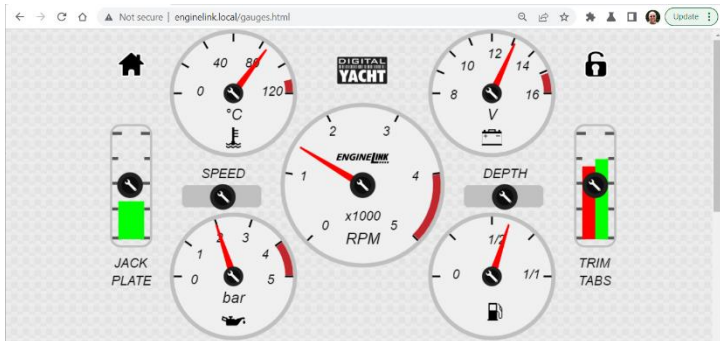 Not secure | enginelink.local/gauges.html
Update
0 40 80 120
°C
DIGITAL
YACHT
8 10 12 14 16
V
SPEED
0 1 2 3 4 5
ENGINELINK
x1000
RPM
DEPTH
JACK
PLATE
0 1 2 3 4 5
bar
0 1/2 1/1
TRIM
TABS